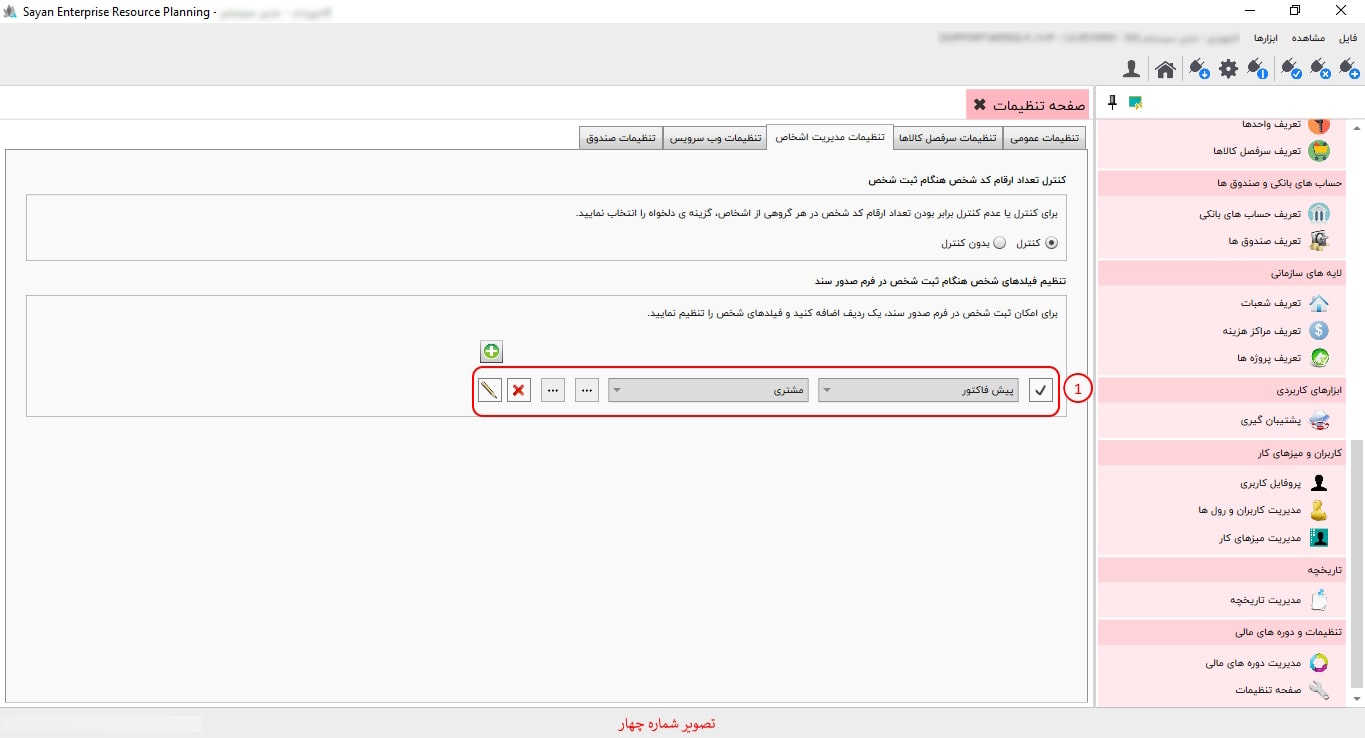 Sayan Enterprise Resource Planning -
فایل مشاهده ابزارها
صفحه تنظیمات
تنظیمات عمومی
تنظیمات سرفصل کالاها
تنظیمات مدیریت اشخاص
تنظیمات وب سرویس
تنظیمات صندوق
کنترل تعداد ارقام کد شخص هنگام ثبت شخص
برای کنترل یا عدم کنترل برابر بودن تعداد ارقام کد شخص در هر گروهی از اشخاص، گزینه ی دلخواه را انتخاب نمایید.
کنترل بدون کنترل
تنظیم فیلدهای شخص هنگام ثبت شخص در فرم صدور سند
برای امکان ثبت شخص در فرم صدور سند، یک ردیف اضافه کنید و فیلدهای شخص را تنظیم نمایید.
1
پیش فاکتور مشتری ... ...
تعریف واحدها
تعریف سرفصل کالاها
حساب های بانکی و صندوق ها
تعریف حساب های بانکی
تعریف صندوق ها
لایه های سازمانی
تعریف شعبات
تعریف مراکز هزینه
تعریف پروژه ها
ابزارهای کاربردی
پشتیبان گیری
کاربران و میزهای کار
پروفایل کاربری
مدیریت کاربران و رول ها
مدیریت میزهای کار
تاریخچه
مدیریت تاریخچه
تنظیمات و دوره های مالی
مدیریت دوره های مالی
صفحه تنظیمات
تصویر شماره چهار